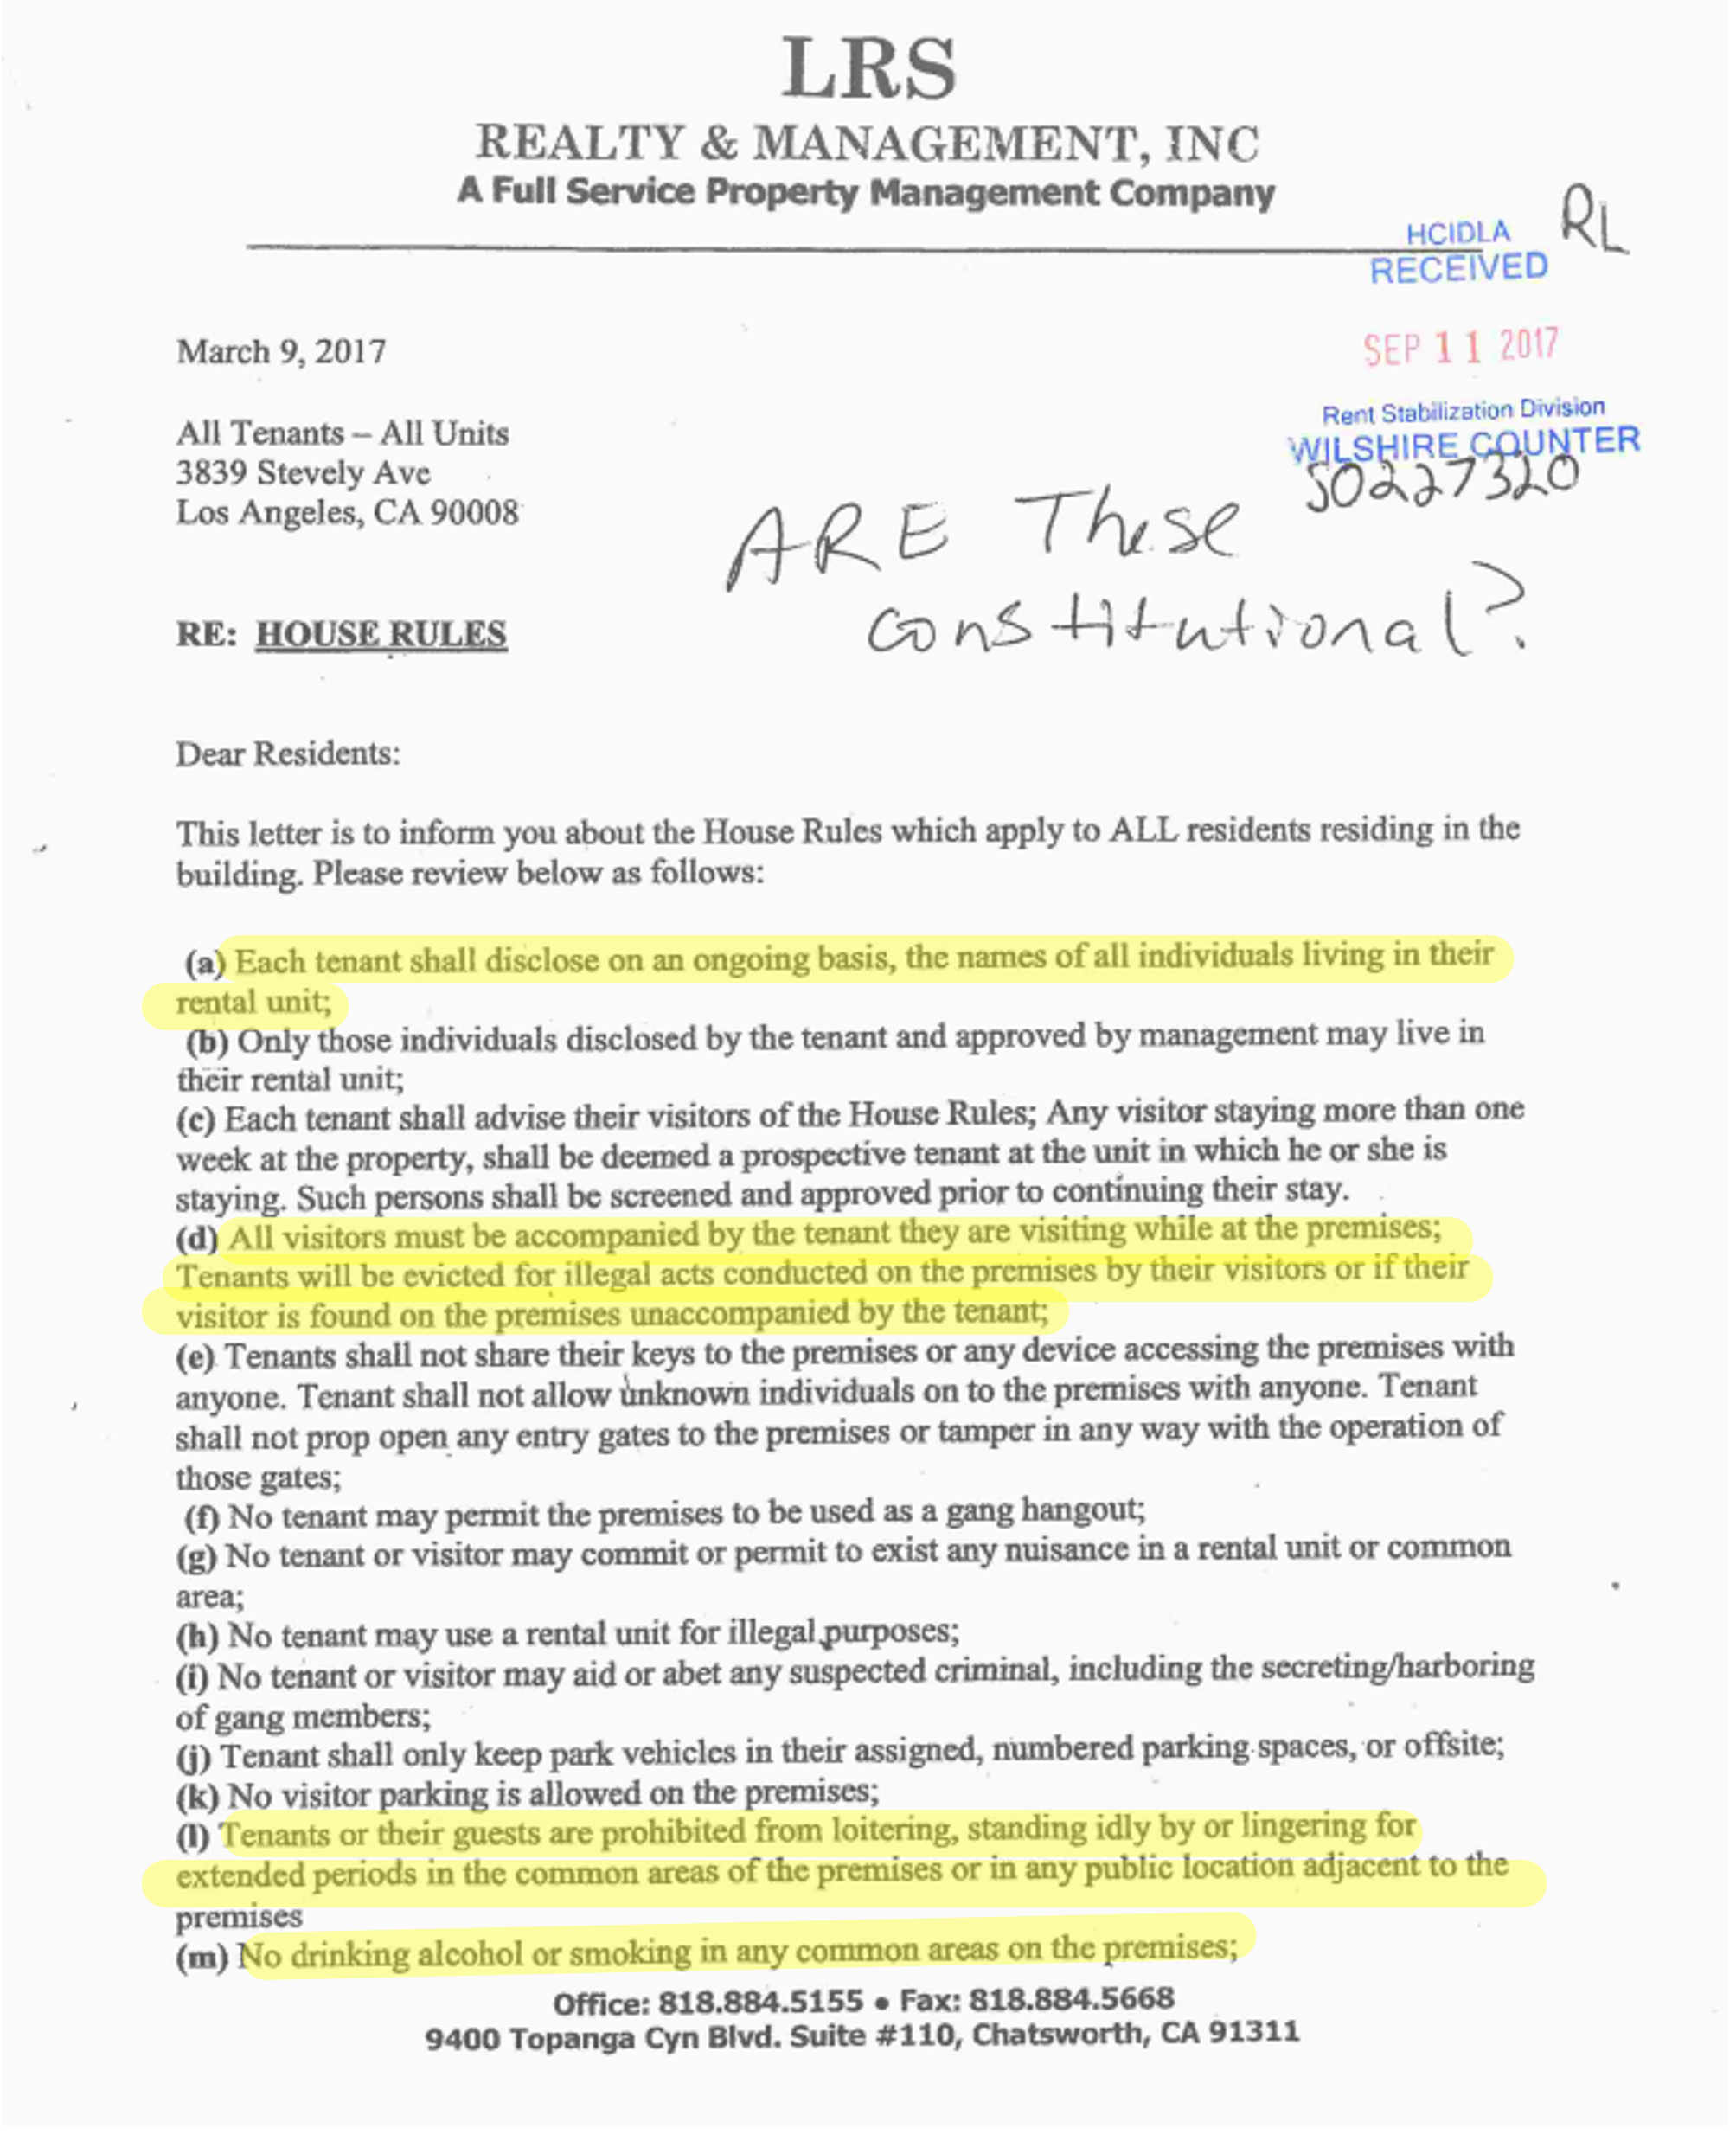 LRS
REALTY & MANAGEMENT, INC
A Full Service Property Management Company
RL
HCIDLA
RECEIVED
SEP 11 2017
Rent Stabilization Division
WILSHIRE COUNTER
S0227320
March 9, 2017
All Tenants – All Units
3839 Stevely Ave
Los Angeles, CA 90008
ARE These
constitutional?
RE: HOUSE RULES
Dear Residents:
This letter is to inform you about the House Rules which apply to ALL residents residing in the
building. Please review below as follows:
(a) Each tenant shall disclose on an ongoing basis, the names of all individuals living in their
rental unit;
(b) Only those individuals disclosed by the tenant and approved by management may live in
their rental unit;
(c) Each tenant shall advise their visitors of the House Rules; Any visitor staying more than one
week at the property, shall be deemed a prospective tenant at the unit in which he or she is
staying. Such persons shall be screened and approved prior to continuing their stay.
(d) All visitors must be accompanied by the tenant they are visiting while at the premises;
Tenants will be evicted for illegal acts conducted on the premises by their visitors or if their
visitor is found on the premises unaccompanied by the tenant;
(e) Tenants shall not share their keys to the premises or any device accessing the premises with
anyone. Tenant shall not allow unknown individuals on to the premises with anyone. Tenant
shall not prop open any entry gates to the premises or tamper in any way with the operation of
those gates;
(f) No tenant may permit the premises to be used as a gang hangout;
(g) No tenant or visitor may commit or permit to exist any nuisance in a rental unit or common
area;
(h) No tenant may use a rental unit for illegal purposes;
(i) No tenant or visitor may aid or abet any suspected criminal, including the secreting/harboring
of gang members;
(j) Tenant shall only keep park vehicles in their assigned, numbered parking spaces, or offsite;
(k) No visitor parking is allowed on the premises;
(l) Tenants or their guests are prohibited from loitering, standing idly by or lingering for
extended periods in the common areas of the premises or in any public location adjacent to the
premises
(m) No drinking alcohol or smoking in any common areas on the premises;
Office: 818.884.5155 • Fax: 818.884.5668
9400 Topanga Cyn Blvd. Suite #110, Chatsworth, CA 91311